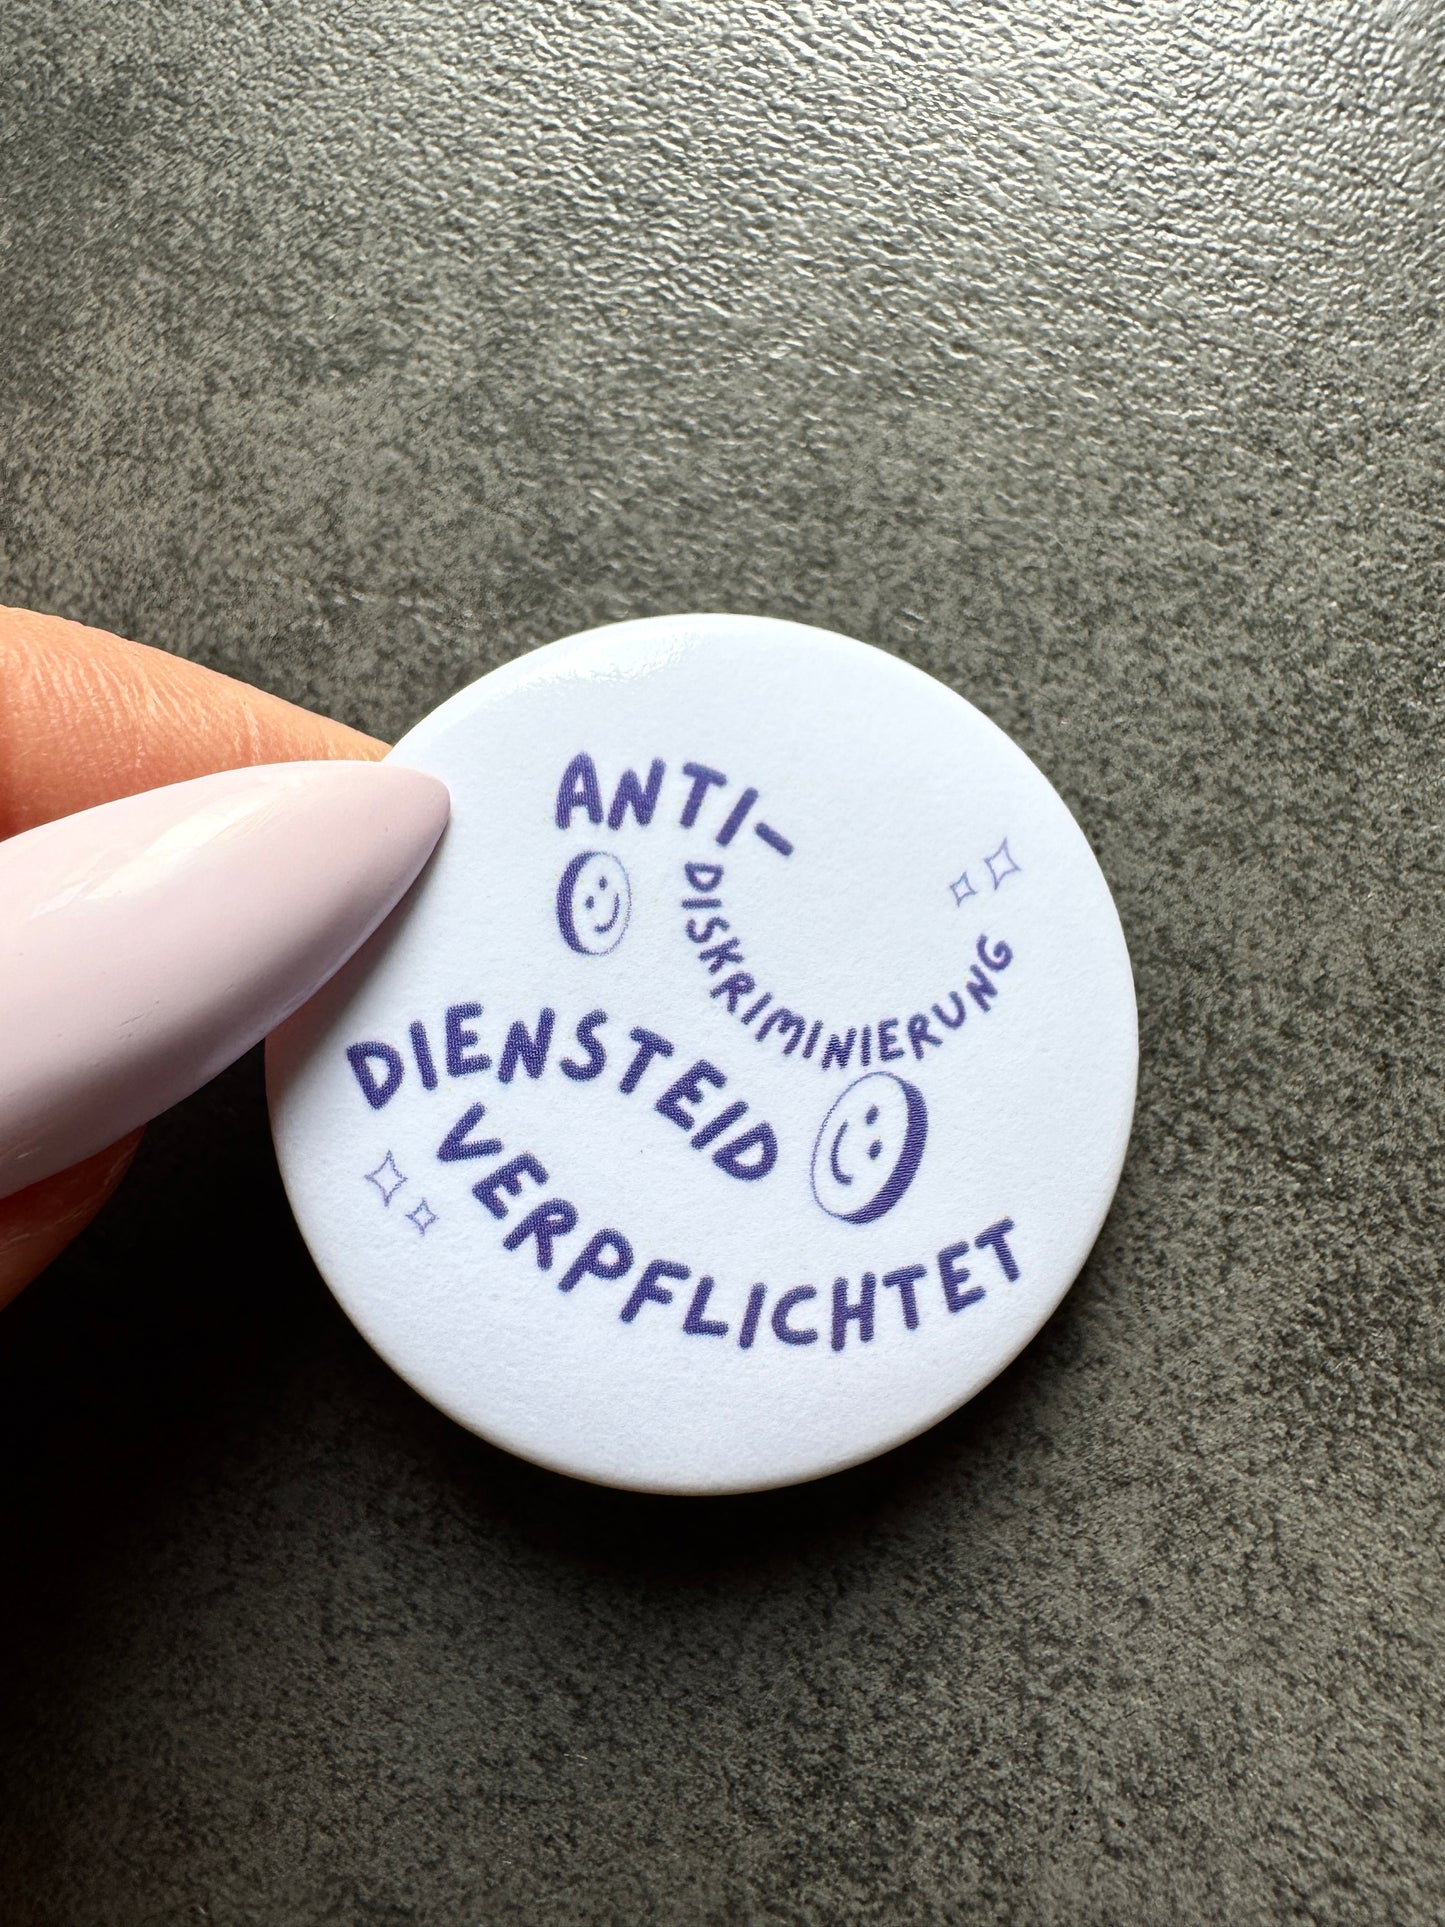 ANTI-
DISKRIMINIERUNG
DIENSTEID
VERPFLICHTET